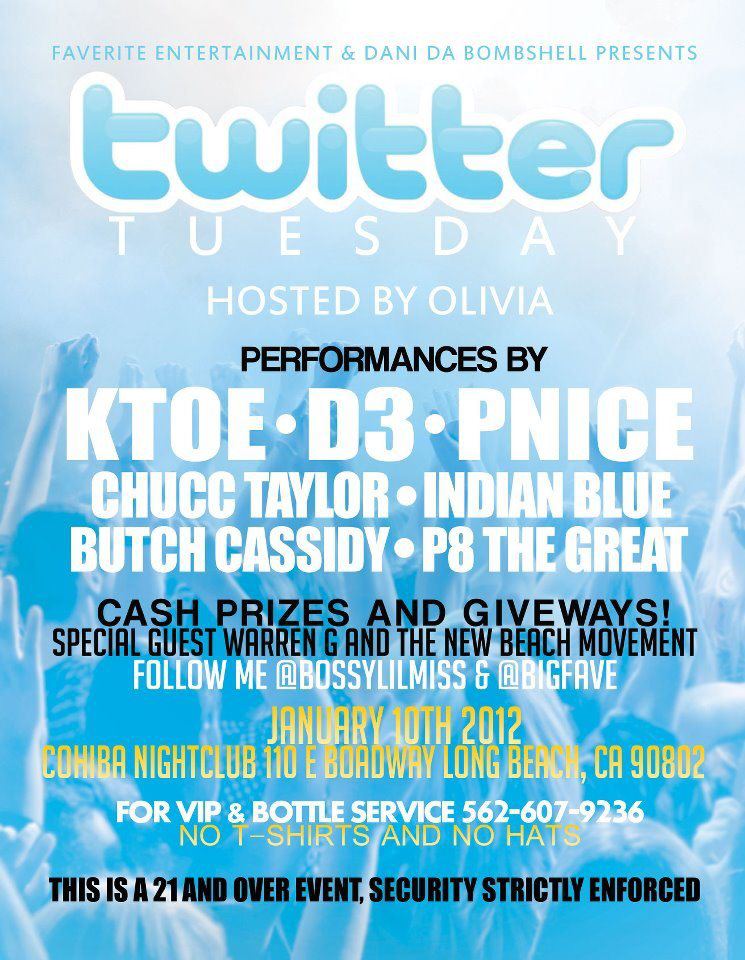 FAVERITE ENTERTAINMENT & DANI DA BOMBSHELL PRESENTS
twitter
TUESDAY
HOSTED BY OLIVIA
PERFORMANCES BY
KTOE • D3 • PNICE
CHUCC TAYLOR • INDIAN BLUE
BUTCH CASSIDY • P8 THE GREAT
CASH PRIZES AND GIVEWAYS!
SPECIAL GUEST WARREN G AND THE NEW BEACH MOVEMENT
FOLLOW ME @BOSSYLILMISS & @BIGFAVE
JANUARY 10TH 2012
COHIBA NIGHTCLUB 110 E BOADWAY LONG BEACH, CA 90802
FOR VIP & BOTTLE SERVICE 562-607-9236
NO T-SHIRTS AND NO HATS
THIS IS A 21 AND OVER EVENT, SECURITY STRICTLY ENFORCED